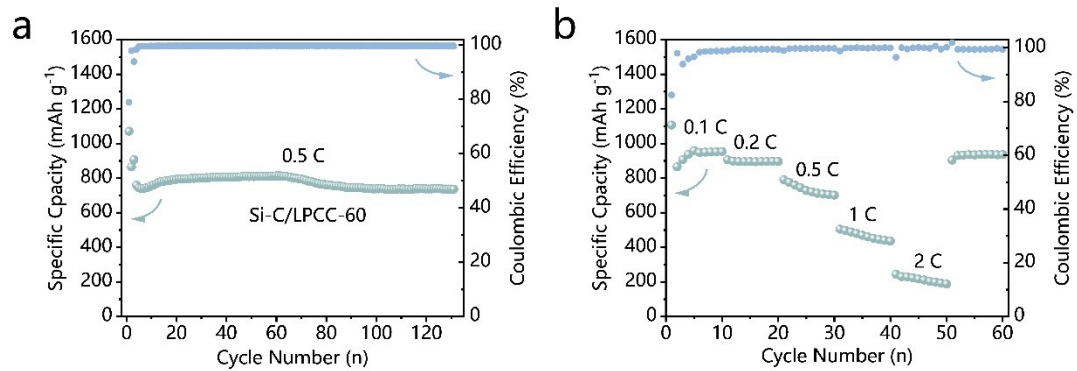 a
1600
1400
1200
1000
800
600
400
200
0
Specific Cpacity (mAh g⁻¹)
0.5 C
Si-C/LPCC-60
100
80
60
40
20
0
Coulombic Efficiency (%)
0 20 40 60 80 100 120
Cycle Number (n)
b
1600
1400
1200
1000
800
600
400
200
0
Specific Cpacity (mAh g⁻¹)
0.1 C
0.2 C
0.5 C
1 C
2 C
100
80
60
40
20
0
Coulombic Efficiency (%)
0 10 20 30 40 50 60
Cycle Number (n)